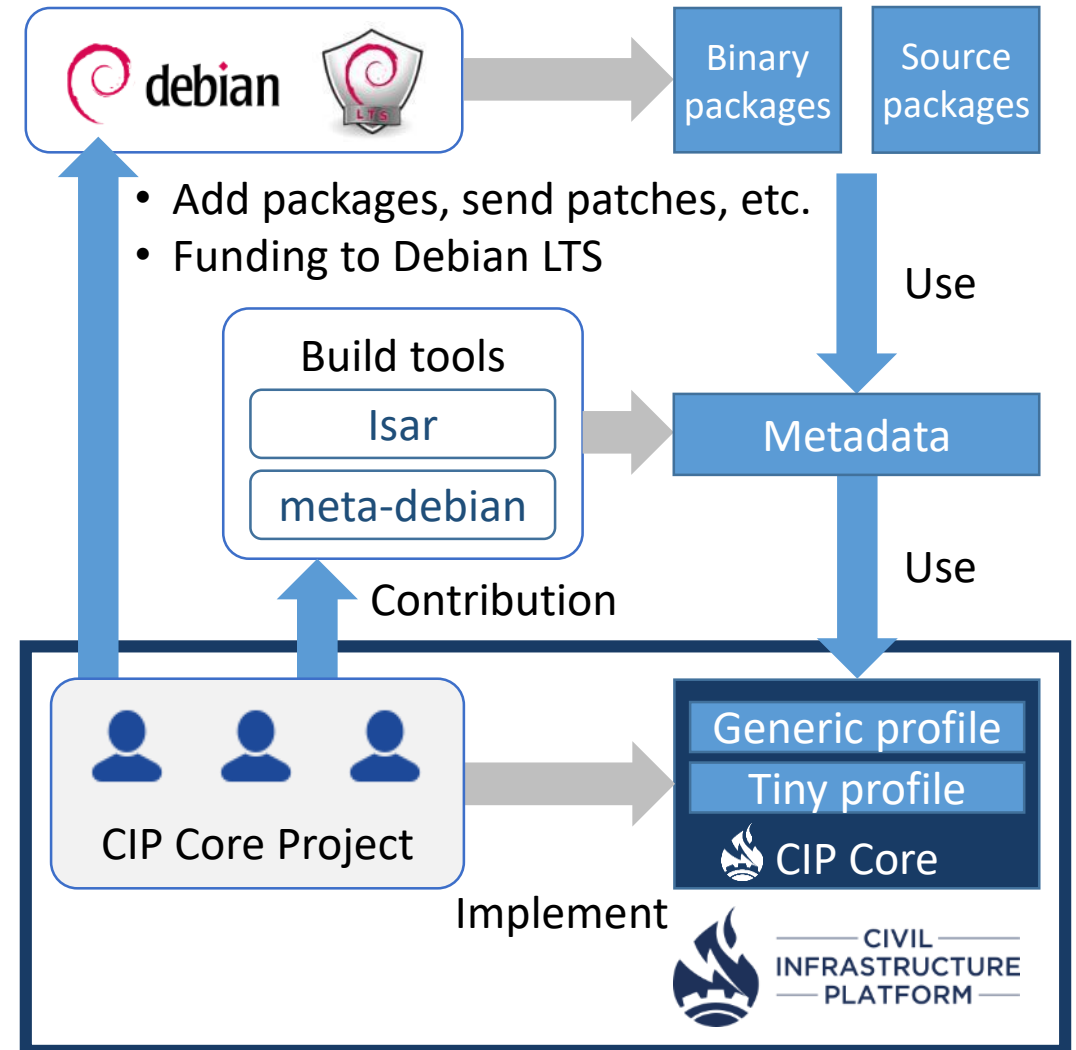 debian
LTS
Binary
packages
Source
packages
• Add packages, send patches, etc.
• Funding to Debian LTS
Use
Build tools
Isar
meta-debian
Metadata
Use
Contribution
CIP Core Project
Generic profile
Tiny profile
CIP Core
Implement
CIVIL
INFRASTRUCTURE
PLATFORM